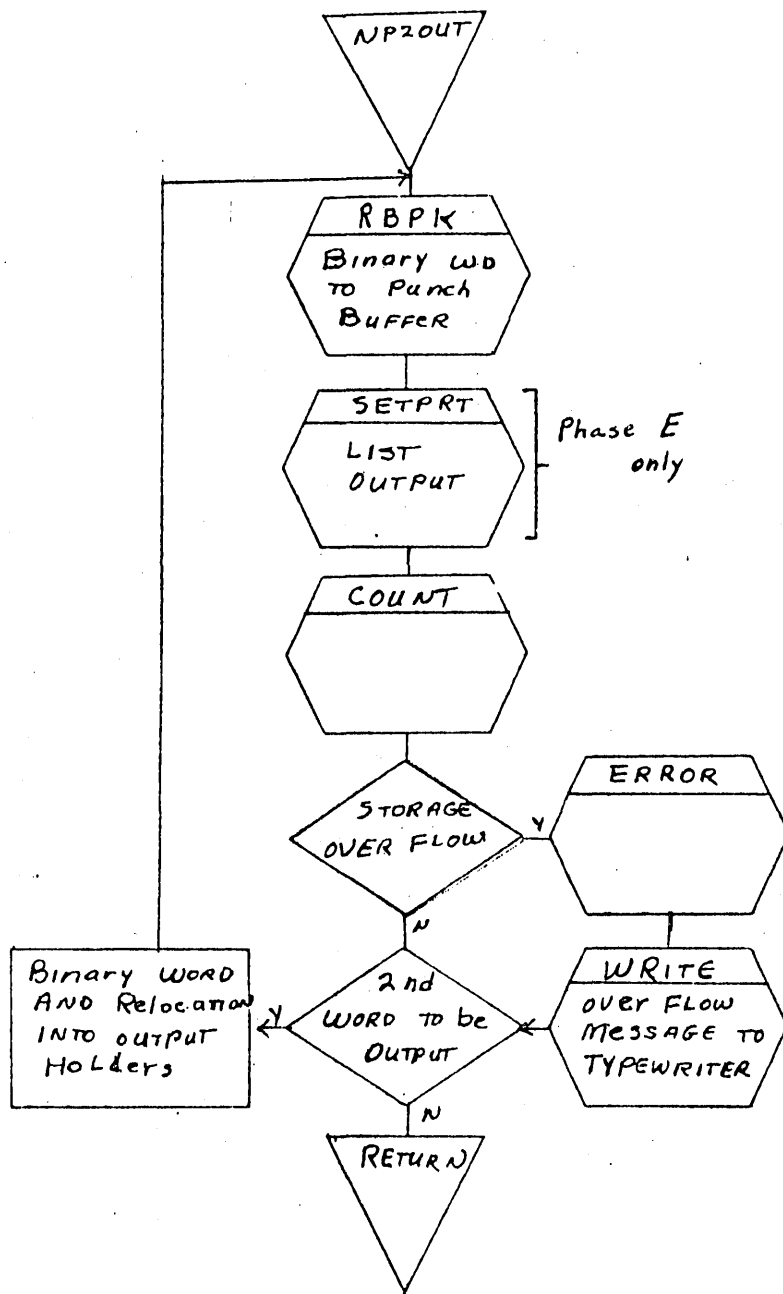 NP2OUT
RBPK
Binary WD
TO Punch
BUFFER
SETPRT
LIST
OUTPUT
Phase E
only
COUNT
STORAGE
OVER FLOW
Y
N
ERROR
WRITE
OVER FLOW
MESSAGE TO
TYPEWRITER
2nd
WORD TO be
OUTPUT
Y
N
Binary WORD
AND Relocation
INTO OUTPUT
HOLders
RETURN